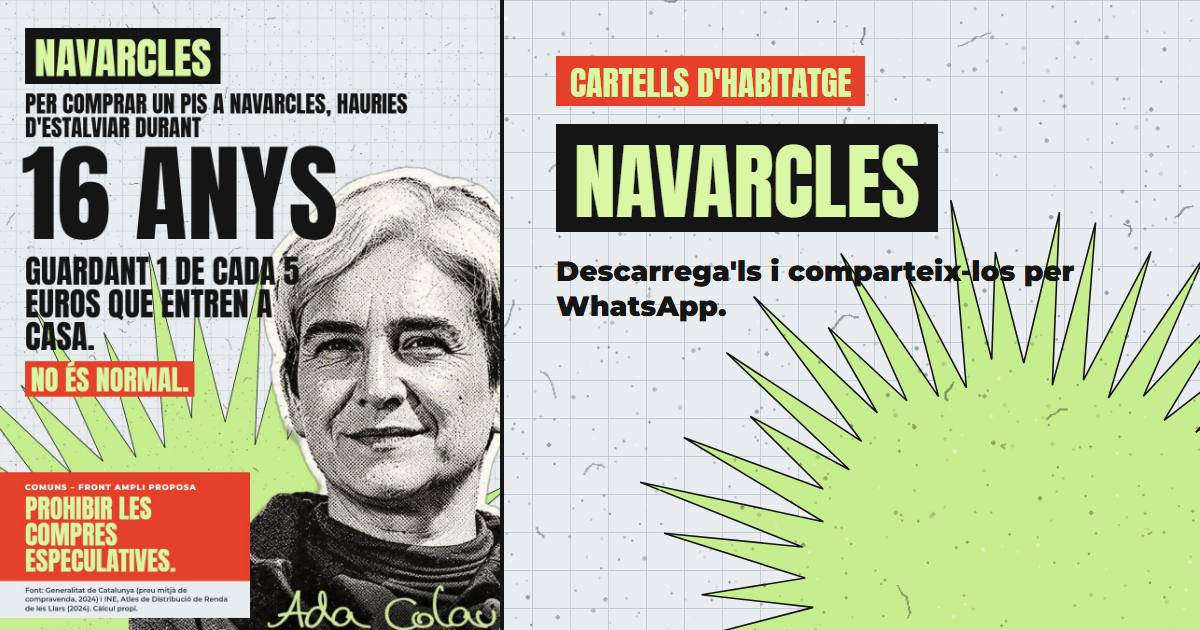 NAVARCLES
PER COMPRAR UN PIS A NAVARCLES, HAURIES
D'ESTALVIAR DURANT
16 ANYS
GUARDANT 1 DE CADA 5
EUROS QUE ENTREN A
CASA.
NO ÉS NORMAL.
COMUNS – FRONT AMPLI PROPOSA
PROHIBIR LES
COMPRES
ESPECULATIVES.
Font: Generalitat de Catalunya (preu mitjà de
compravenda, 2024) i INE, Atles de Distribució de Renda
de les Llars (2024). Càlcul propi.
Ada Colau
CARTELLS D'HABITATGE
NAVARCLES
Descarrega'ls i comparteix-los per
WhatsApp.